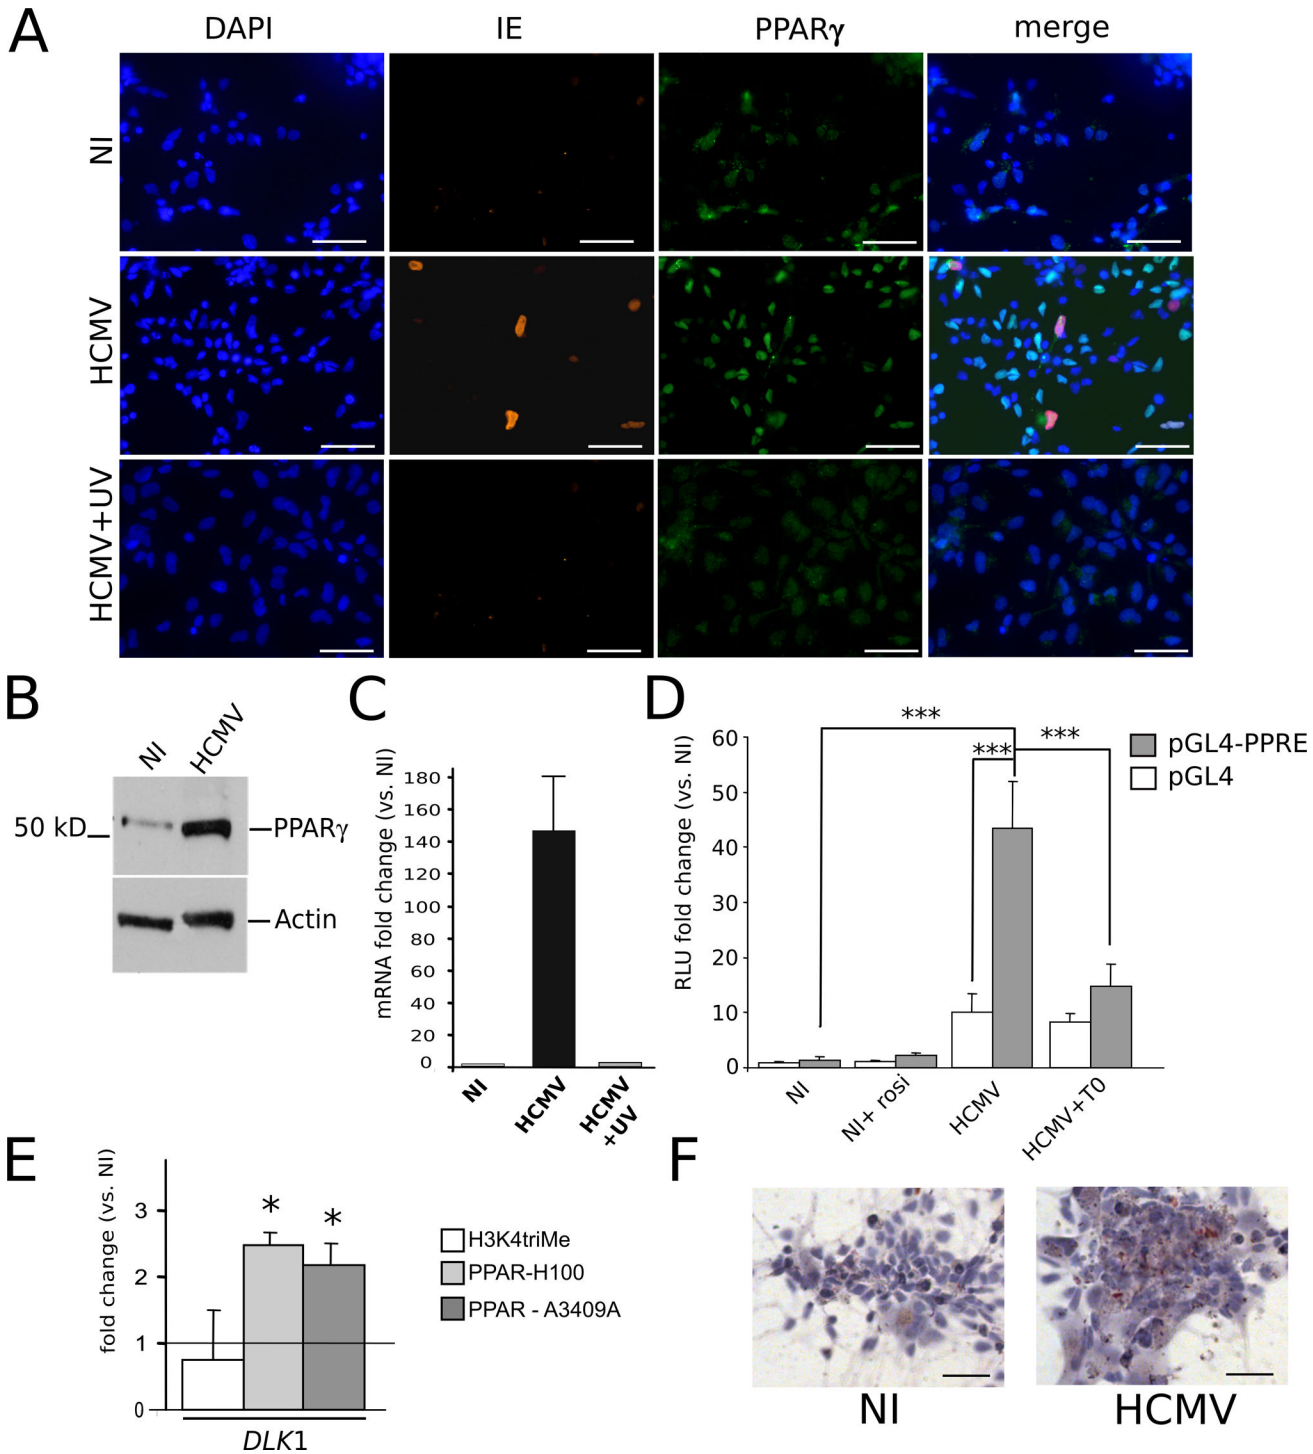 A
DAPI IE PPARγ merge
NI
HCMV
HCMV+UV
B
NI HCMV
50 kD
PPARγ
Actin
C
mRNA fold change (vs. NI)
180
160
140
120
100
80
60
40
20
0
NI
HCMV
HCMV
+UV
D
RLU fold change (vs. NI)
60
50
40
30
20
10
0
***
***
***
pGL4-PPRE
pGL4
NI
NI+ rosi
HCMV
HCMV+T0
E
fold change (vs. NI)
3
2
1
0
*
*
DLK1
H3K4triMe
PPAR-H100
PPAR - A3409A
F
NI
HCMV